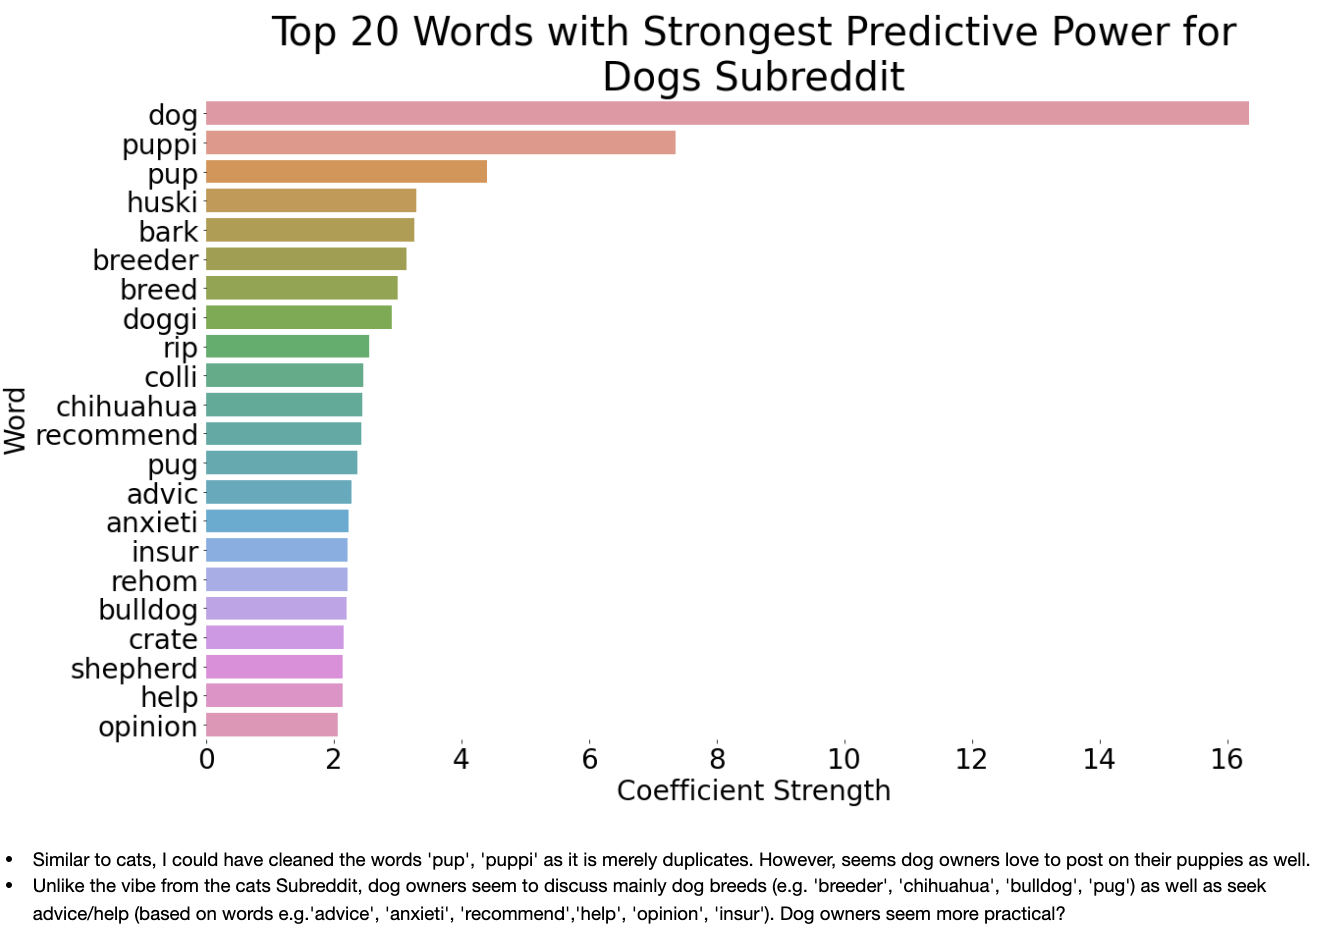 Top 20 Words with Strongest Predictive Power for
Dogs Subreddit
dog
puppi
pup
huski
bark
breeder
breed
doggi
rip
colli
chihuahua
recommend
pug
advic
anxieti
insur
rehom
bulldog
crate
shepherd
help
opinion
Word
0 2 4 6 8 10 12 14 16
Coefficient Strength
• Similar to cats, I could have cleaned the words 'pup', 'puppi' as it is merely duplicates. However, seems dog owners love to post on their puppies as well.
• Unlike the vibe from the cats Subreddit, dog owners seem to discuss mainly dog breeds (e.g. 'breeder', 'chihuahua', 'bulldog', 'pug') as well as seek
advice/help (based on words e.g.'advice', 'anxieti', 'recommend','help', 'opinion', 'insur'). Dog owners seem more practical?